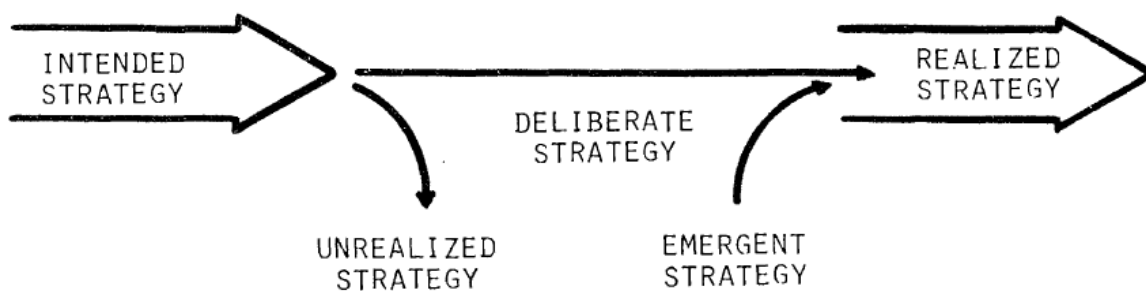 INTENDED
STRATEGY
DELIBERATE
STRATEGY
REALIZED
STRATEGY
UNREALIZED
STRATEGY
EMERGENT
STRATEGY